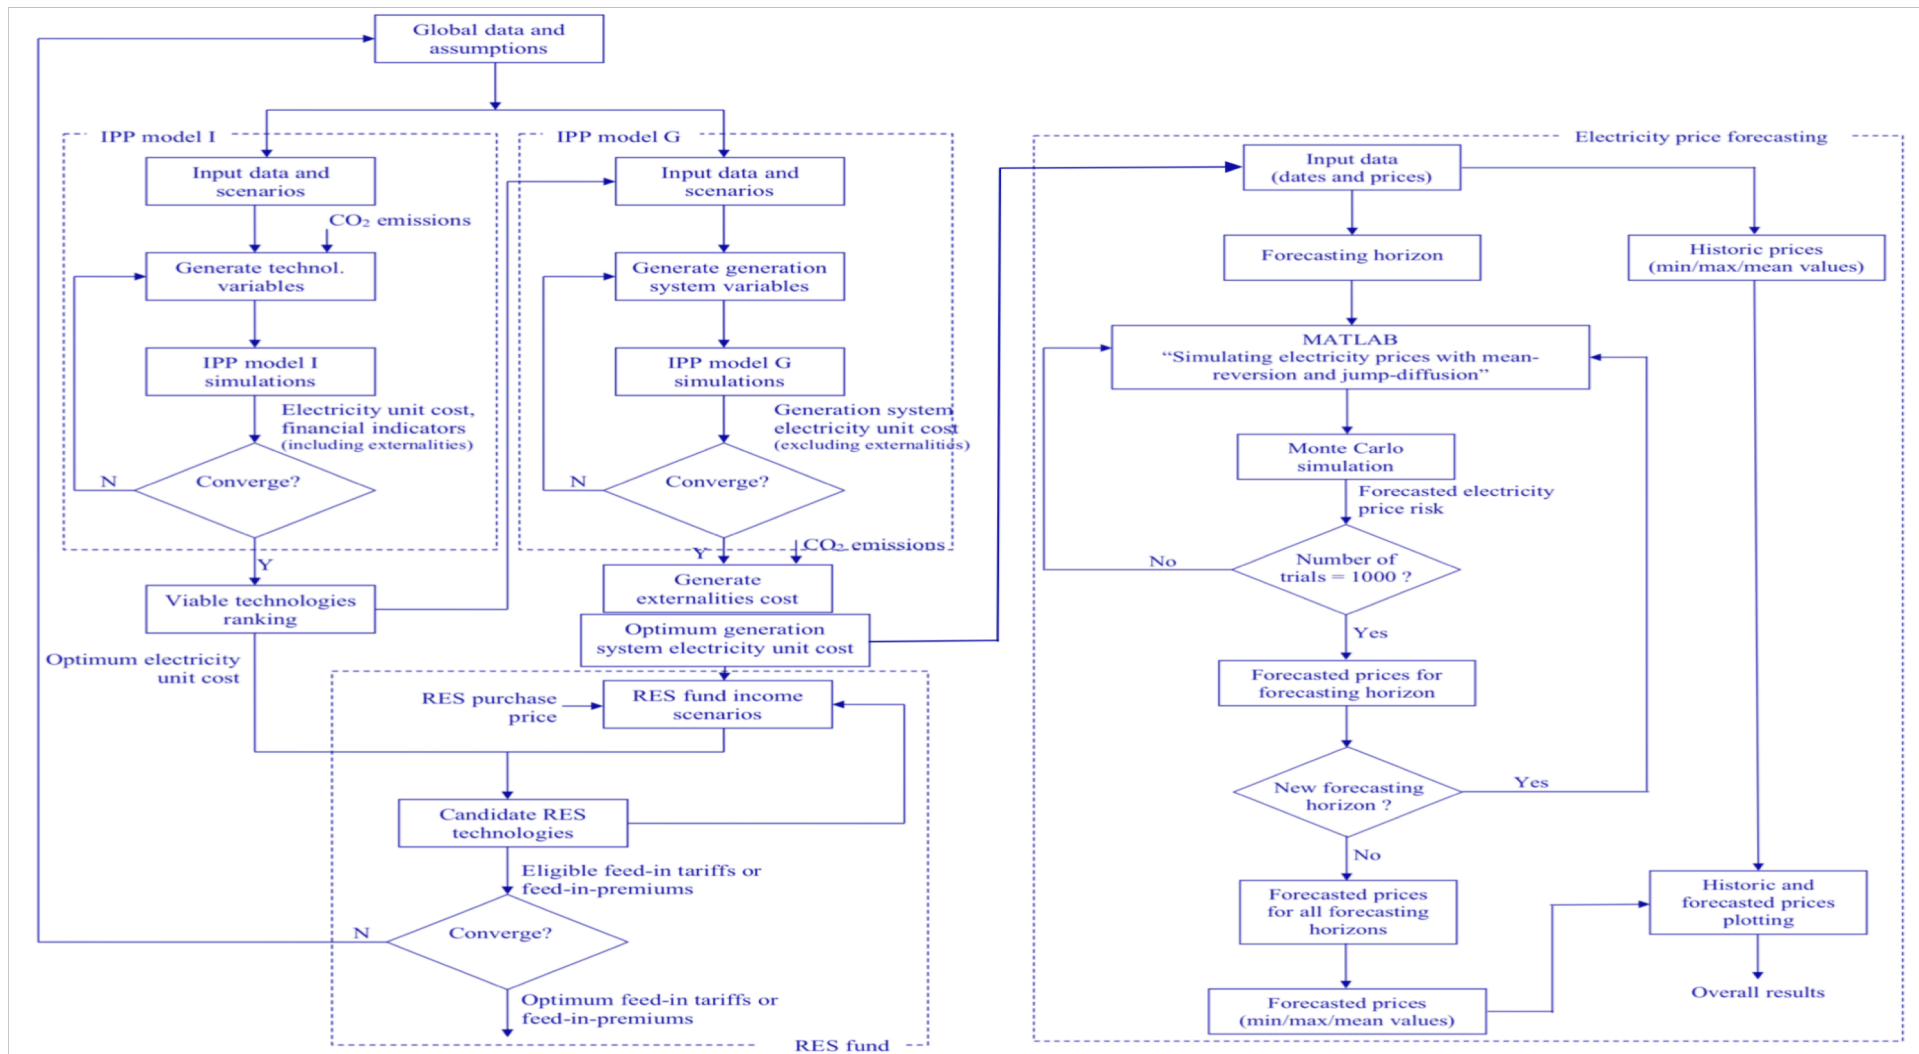 Global data and
assumptions
IPP model I
Input data and
scenarios
CO₂ emissions
Generate technol.
variables
IPP model I
simulations
Electricity unit cost,
financial indicators
(including externalities)
N
Converge?
Y
Viable technologies
ranking
Optimum electricity
unit cost
IPP model G
Input data and
scenarios
Generate generation
system variables
IPP model G
simulations
Generation system
electricity unit cost
(excluding externalities)
N
Converge?
Y
CO₂ emissions
Generate
externalities cost
Optimum generation
system electricity unit cost
RES purchase
price
RES fund income
scenarios
Candidate RES
technologies
Eligible feed-in tariffs or
feed-in-premiums
N
Converge?
Optimum feed-in tariffs or
feed-in-premiums
RES fund
Electricity price forecasting
Input data
(dates and prices)
Forecasting horizon
Historic prices
(min/max/mean values)
MATLAB
“Simulating electricity prices with mean-
reversion and jump-diffusion”
Monte Carlo
simulation
Forecasted electricity
price risk
No
Number of
trials = 1000 ?
Yes
Forecasted prices for
forecasting horizon
New forecasting
horizon ?
Yes
No
Forecasted prices
for all forecasting
horizons
Historic and
forecasted prices
plotting
Forecasted prices
(min/max/mean values)
Overall results